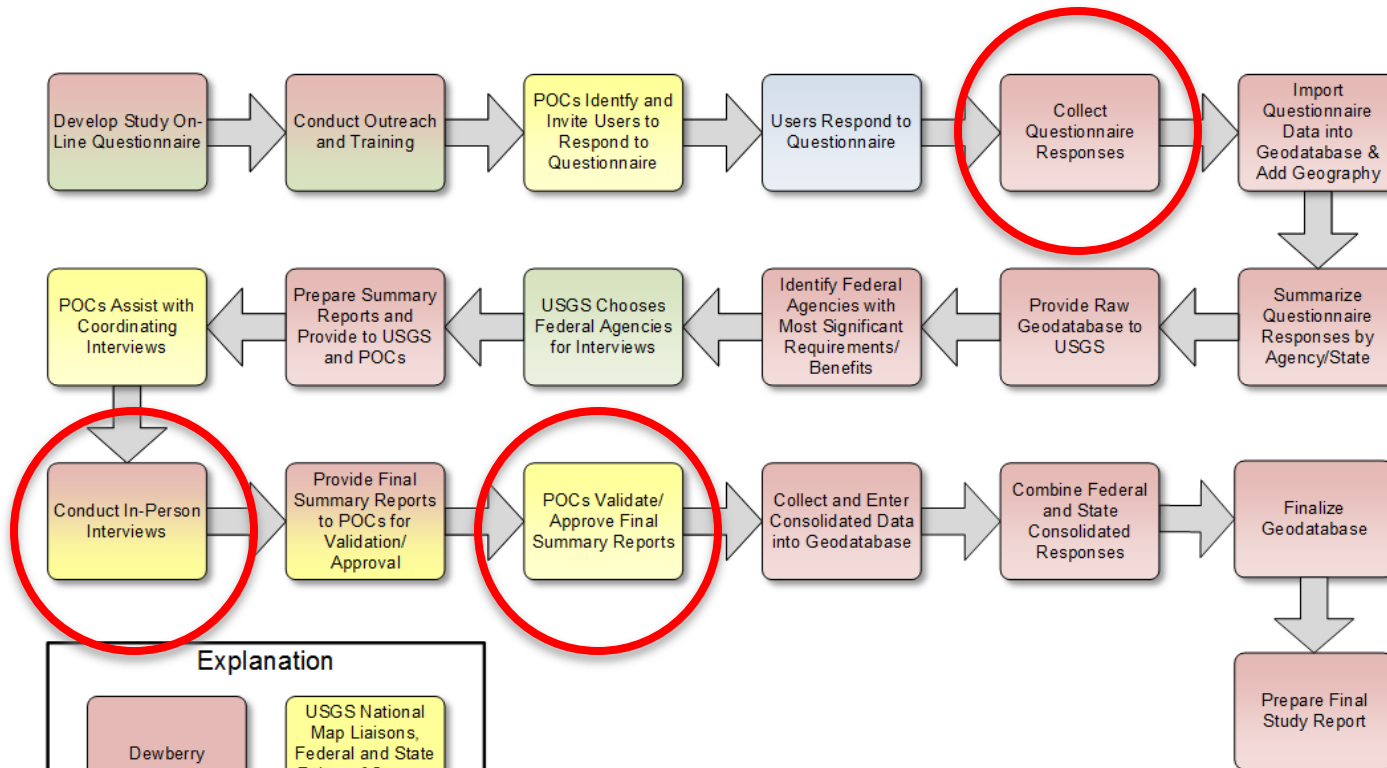 Develop Study On-
Line Questionnaire
Conduct Outreach
and Training
POCs Identfy and
Invite Users to
Respond to
Questionnaire
Users Respond to
Questionnaire
Collect
Questionnaire
Responses
Import
Questionnaire
Data into
Geodatabase &
Add Geography
POCs Assist with
Coordinating
Interviews
Prepare Summary
Reports and
Provide to USGS
and POCs
USGS Chooses
Federal Agencies
for Interviews
Identify Federal
Agencies with
Most Significant
Requirements/
Benefits
Provide Raw
Geodatabase to
USGS
Summarize
Questionnaire
Responses by
Agency/State
Conduct In-Person
Interviews
Provide Final
Summary Reports
to POCs for
Validation/
Approval
POCs Validate/
Approve Final
Summary Reports
Collect and Enter
Consolidated Data
into Geodatabase
Combine Federal
and State
Consolidated
Responses
Finalize
Geodatabase
Prepare Final
Study Report
Explanation
Dewberry
USGS National
Map Liaisons,
Federal and State